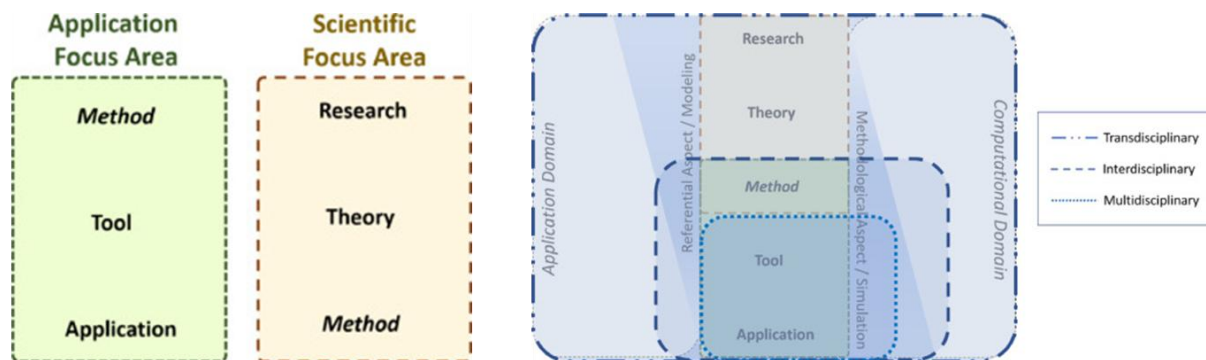 Application
Focus Area
Method
Tool
Application
Scientific
Focus Area
Research
Theory
Method
Application Domain
Referential Aspect / Modeling
Research
Theory
Method
Tool
Application
Methodological Aspect / Simulation
Computational Domain
Transdisciplinary
Interdisciplinary
Multidisciplinary